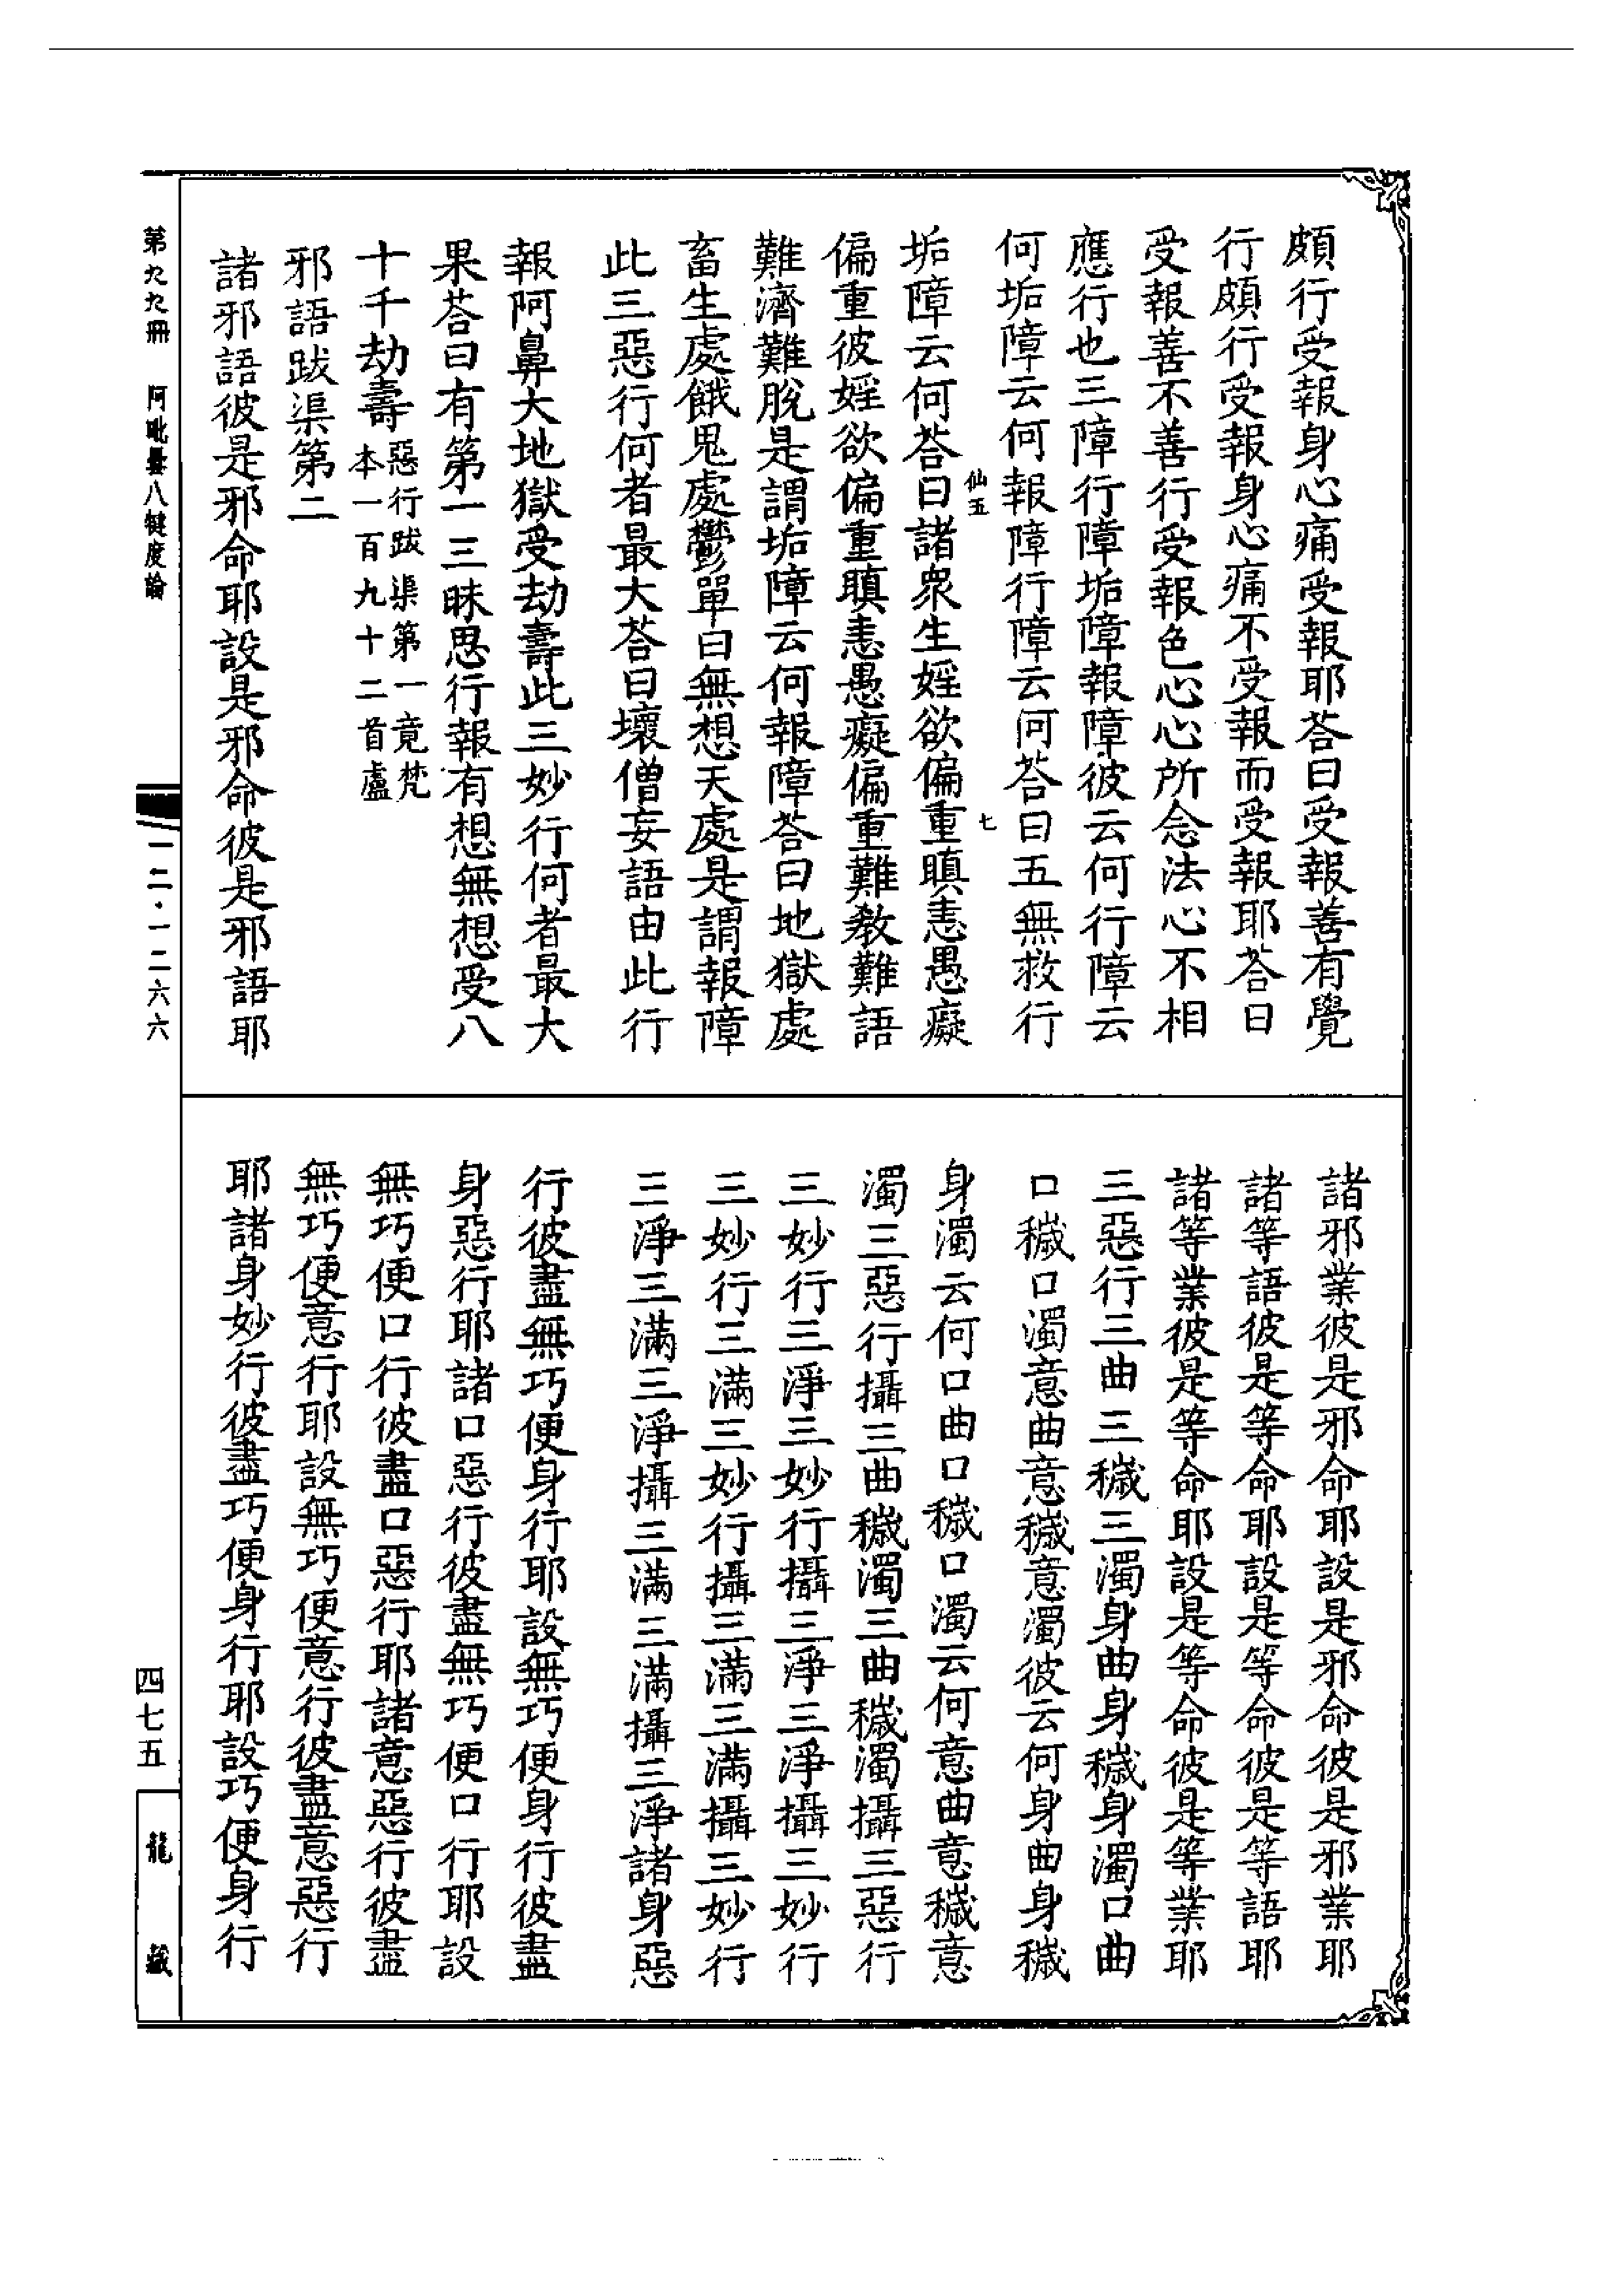 頗行受報身心痛受報耶荅曰受報善有覺
行頗行受報身心痛不受報而受報耶荅曰
受報善不善行受報色心心所念法心不相
應行也三障行障垢障報障彼云何行障云
何垢障云何報障行障云何荅曰五無救行
仙五
七
垢障云何荅曰諸衆生婬欲偏重瞋恚愚癡
偏重彼婬欲偏重瞋恚愚癡偏重難教難語
難濟難脫是謂垢障云何報障荅曰地獄處
畜生處餓鬼處鬱單曰無想天處是謂報障
此三惡行何者最大荅曰壞僧妄語由此行
報阿鼻大地獄受劫壽此三妙行何者最大
果荅曰有第一三昧思行報有想無想受八
十千劫壽惡行跋渠第一竟梵
本一百九十二首盧
邪語跋渠第二
諸邪語彼是邪命耶設是邪命彼是邪語耶
諸邪業彼是邪命耶設是邪命彼是邪業耶
諸等語彼是等命耶設是等命彼是等語耶
諸等業彼是等命耶設是等命彼是等業耶
三惡行三曲三穢三濁身曲身穢身濁口曲
口穢口濁意曲意穢意濁彼云何身曲身穢
身濁云何口曲口穢口濁云何意曲意穢意
濁三惡行攝三曲穢濁三曲穢濁攝三惡行
三妙行三淨三妙行攝三淨三淨攝三妙行
三妙行三滿三妙行攝三滿三滿攝三妙行
三淨三滿三淨攝三滿三滿攝三淨諸身惡
行彼盡無巧便身行耶設無巧便身行彼盡
身惡行耶諸口惡行彼盡無巧便口行耶設
無巧便口行彼盡口惡行耶諸意惡行彼盡
無巧便意行耶設無巧便意行彼盡意惡行
耶諸身妙行彼盡巧便身行耶設巧便身行
第九九冊 阿毗曇八犍度論
一二·一二六六
四七五
龍藏